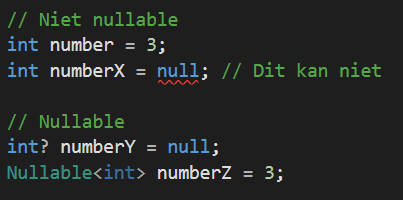 // Niet nullable
int number = 3;
int numberX = null; // Dit kan niet

// Nullable
int? numberY = null;
Nullable<int> numberZ = 3;